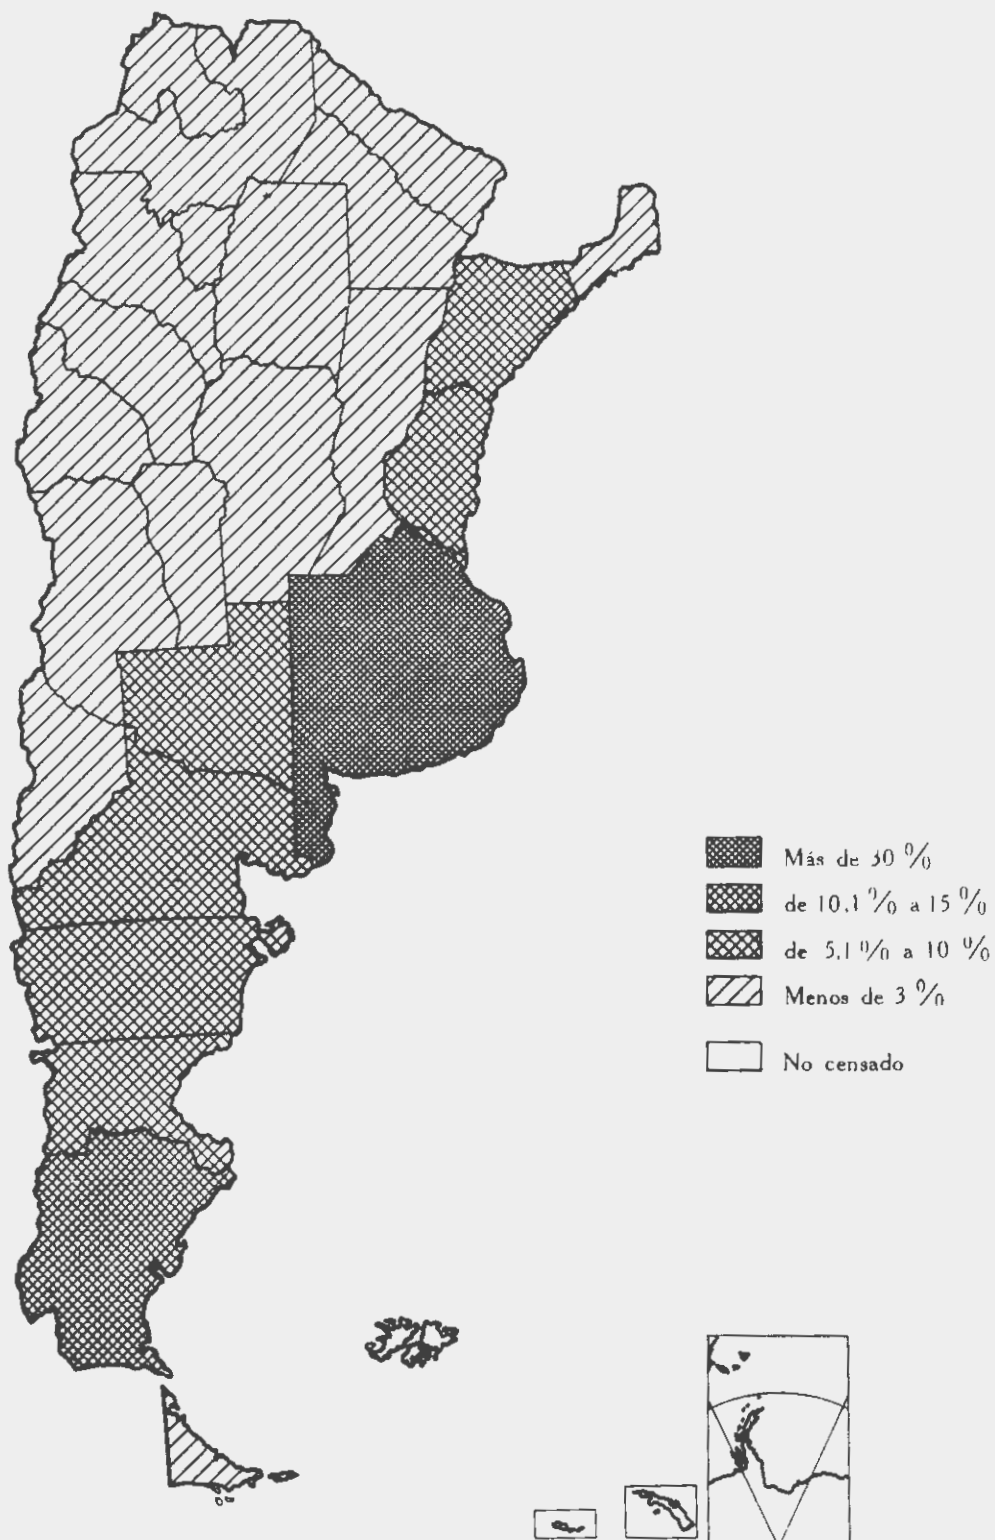 Más de 30 %
de 10,1 % a 15 %
de 5,1 % a 10 %
Menos de 3 %
No censado